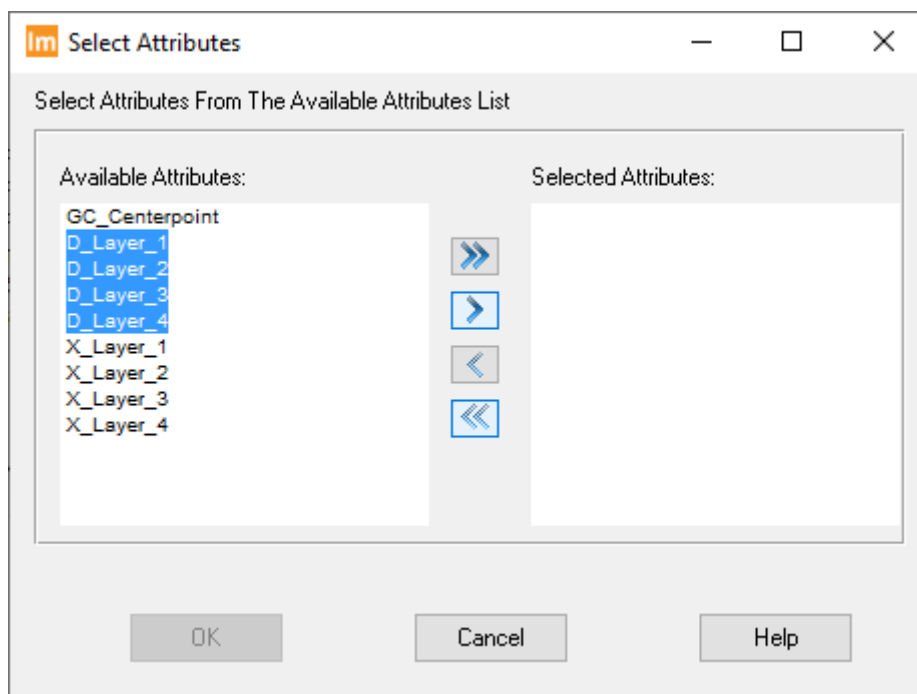 Im Select Attributes
Select Attributes From The Available Attributes List
Available Attributes:
Selected Attributes:
GC_Centerpoint
D_Layer_1
D_Layer_2
D_Layer_3
D_Layer_4
X_Layer_1
X_Layer_2
X_Layer_3
X_Layer_4
OK
Cancel
Help